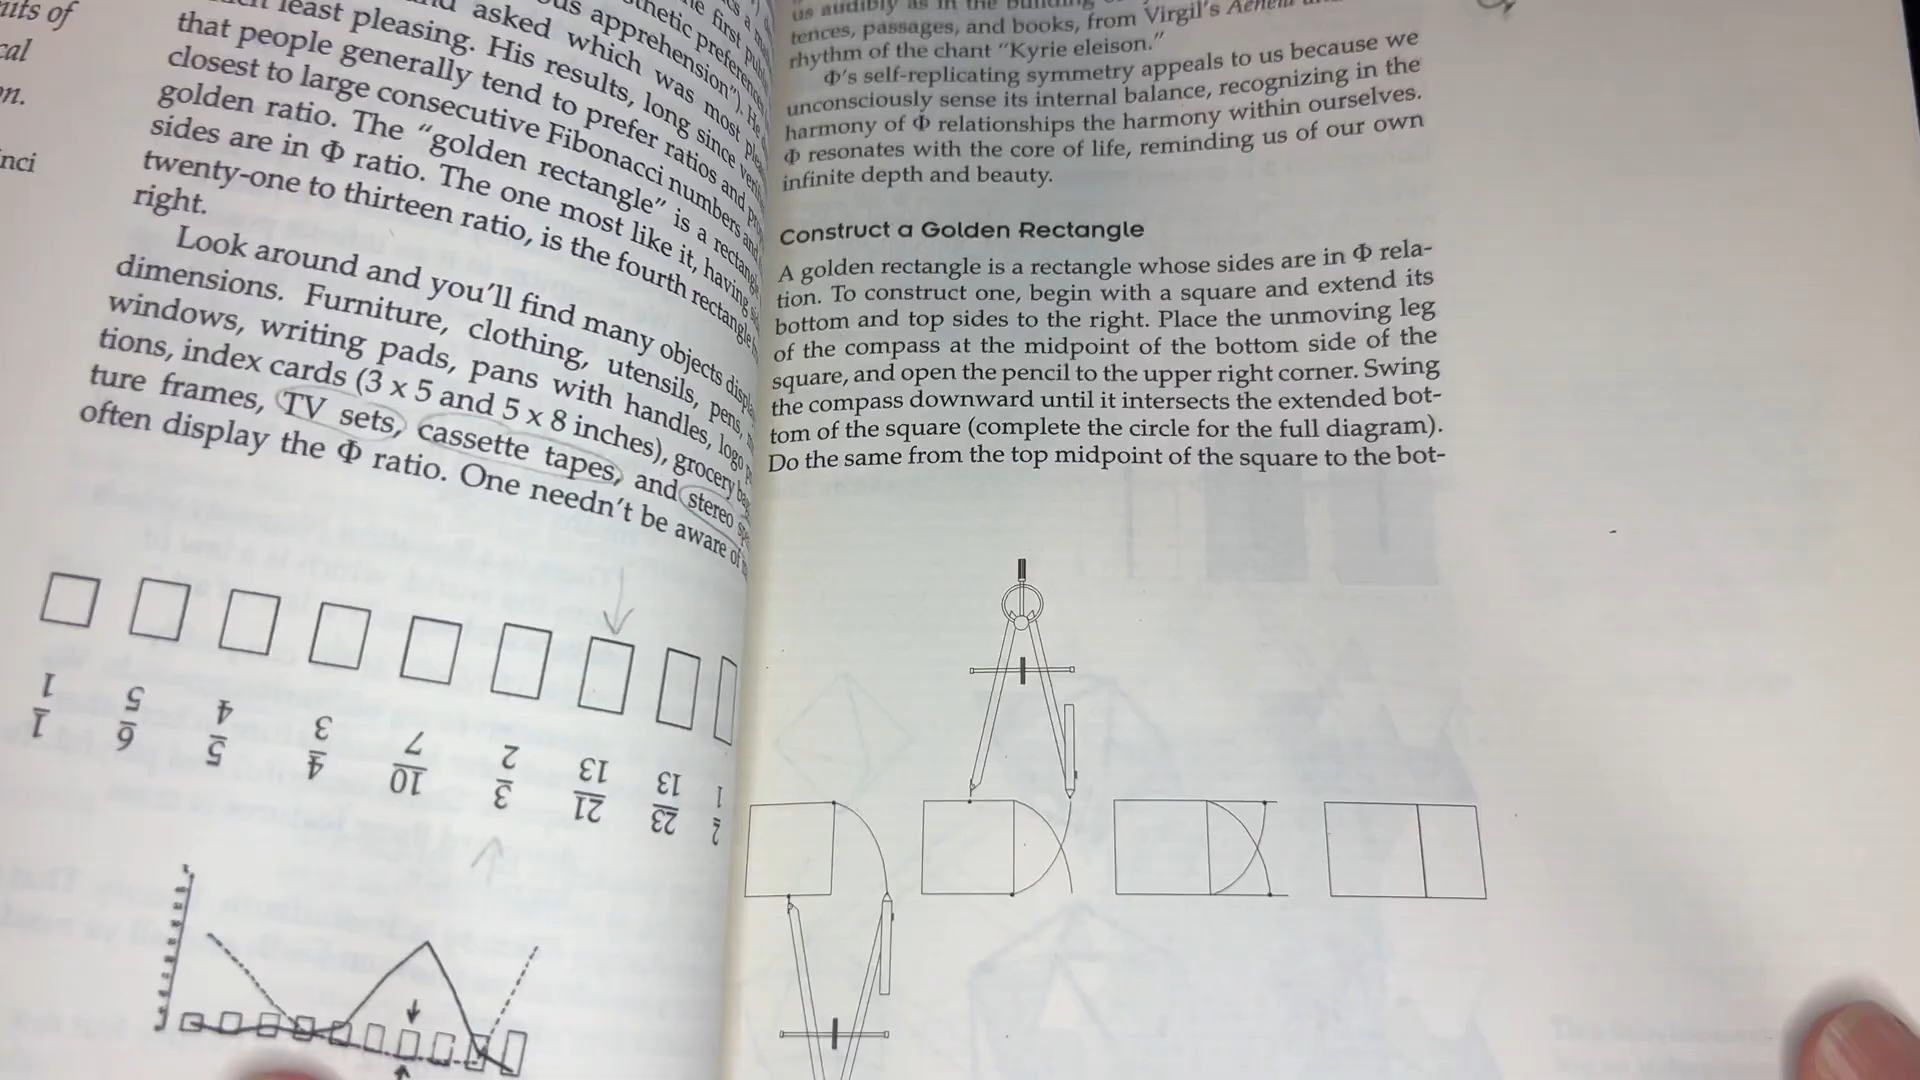 uits of
cal
on.
nci
asked which was most
least pleasing. His results, long since
that people generally tend to prefer ratios and
closest to large consecutive Fibonacci numbers and
golden ratio. The “golden rectangle” is a
sides are in Φ ratio. The one most like it, having
twenty-one to thirteen ratio, is the fourth rectangle
right.
Look around and you’ll find many objects
dimensions. Furniture, clothing, utensils, pens,
windows, writing pads, pans with handles, logo
tions, index cards (3 x 5 and 5 x 8 inches), grocery
ture frames, TV sets, cassette tapes, and stereo
often display the Φ ratio. One needn’t be aware of
1/1 6/5 5/4 4/3 10/7 3/2 21/13 23/13 2/1
us audibly as in the building of
tences, passages, and books, from Virgil’s Aeneid
rhythm of the chant “Kyrie eleison.”
Φ’s self-replicating symmetry appeals to us because we
unconsciously sense its internal balance, recognizing in the
harmony of Φ relationships the harmony within ourselves.
Φ resonates with the core of life, reminding us of our own
infinite depth and beauty.
Construct a Golden Rectangle
A golden rectangle is a rectangle whose sides are in Φ rela-
tion. To construct one, begin with a square and extend its
bottom and top sides to the right. Place the unmoving leg
of the compass at the midpoint of the bottom side of the
square, and open the pencil to the upper right corner. Swing
the compass downward until it intersects the extended bot-
tom of the square (complete the circle for the full diagram).
Do the same from the top midpoint of the square to the bot-